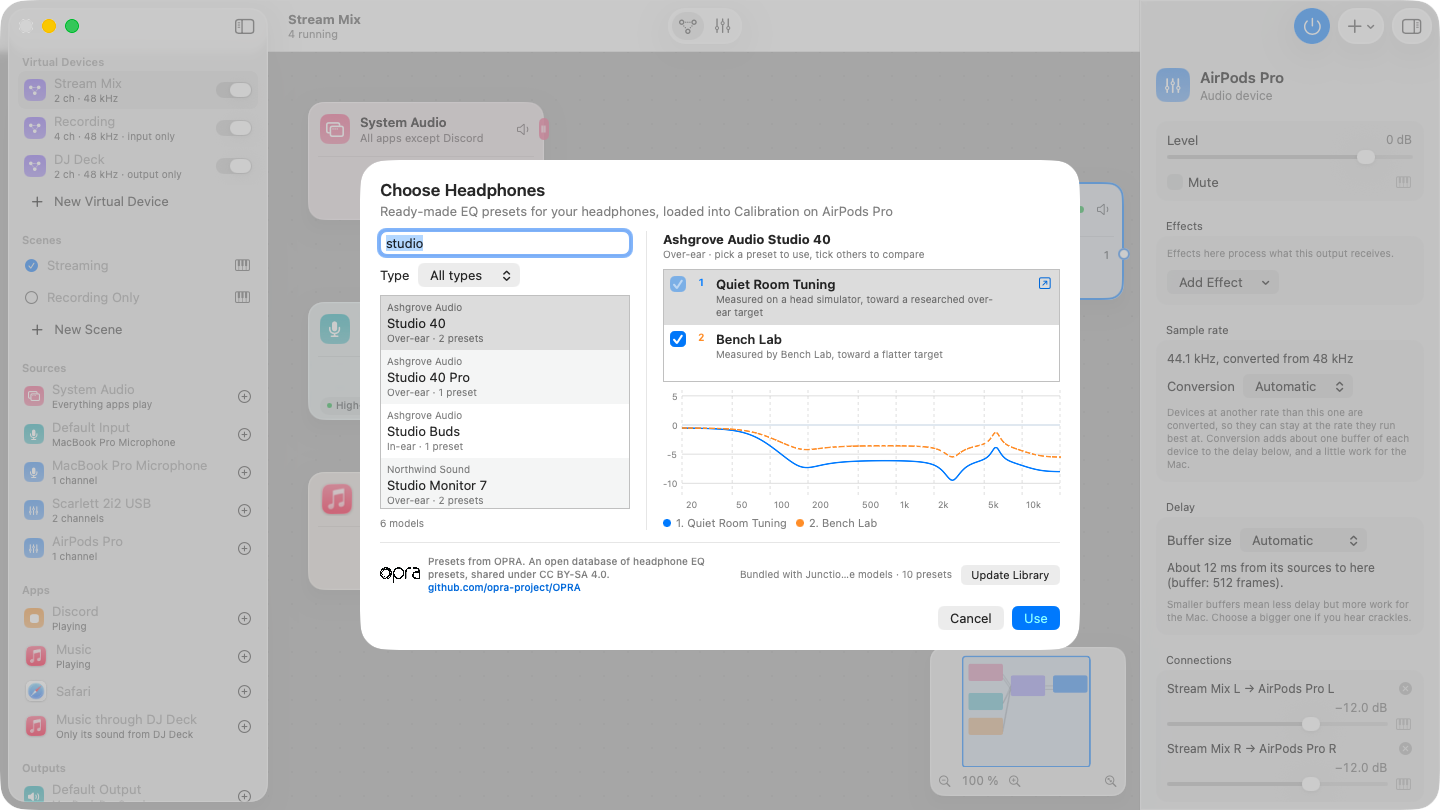 Stream Mix
4 running
Virtual Devices
Stream Mix
2 ch · 48 kHz
Recording
4 ch · 48 kHz · input only
DJ Deck
2 ch · 48 kHz · output only
New Virtual Device
Scenes
Streaming
Recording Only
New Scene
Sources
System Audio
Everything apps play
Default Input
MacBook Pro Microphone
MacBook Pro Microphone
1 channel
Scarlett 2i2 USB
2 channels
AirPods Pro
1 channel
Apps
Discord
Playing
Music
Playing
Safari
Music through DJ Deck
Only its sound from DJ Deck
Outputs
Default Output
System Audio
All apps except Discord
High
1
Choose Headphones
Ready-made EQ presets for your headphones, loaded into Calibration on AirPods Pro
studio
Type
All types
Ashgrove Audio
Studio 40
Over-ear · 2 presets
Ashgrove Audio
Studio 40 Pro
Over-ear · 1 preset
Ashgrove Audio
Studio Buds
In-ear · 1 preset
Northwind Sound
Studio Monitor 7
Over-ear · 2 presets
6 models
Ashgrove Audio Studio 40
Over-ear · pick a preset to use, tick others to compare
1 Quiet Room Tuning
Measured on a head simulator, toward a researched over-
ear target
2 Bench Lab
Measured by Bench Lab, toward a flatter target
5
0
-5
-10
20 50 100 200 500 1k 2k 5k 10k
1. Quiet Room Tuning 2. Bench Lab
opra
Presets from OPRA. An open database of headphone EQ
presets, shared under CC BY-SA 4.0.
github.com/opra-project/OPRA
Bundled with Junctio...e models · 10 presets
Update Library
Cancel
Use
100 %
AirPods Pro
Audio device
Level
0 dB
Mute
Effects
Effects here process what this output receives.
Add Effect
Sample rate
44.1 kHz, converted from 48 kHz
Conversion
Automatic
Devices at another rate than this one are
converted, so they can stay at the rate they run
best at. Conversion adds about one buffer of each
device to the delay below, and a little work for the
Mac.
Delay
Buffer size
Automatic
About 12 ms from its sources to here
(buffer: 512 frames).
Smaller buffers mean less delay but more work for
the Mac. Choose a bigger one if you hear crackles.
Connections
Stream Mix L → AirPods Pro L
−12.0 dB
Stream Mix R → AirPods Pro R
−12.0 dB